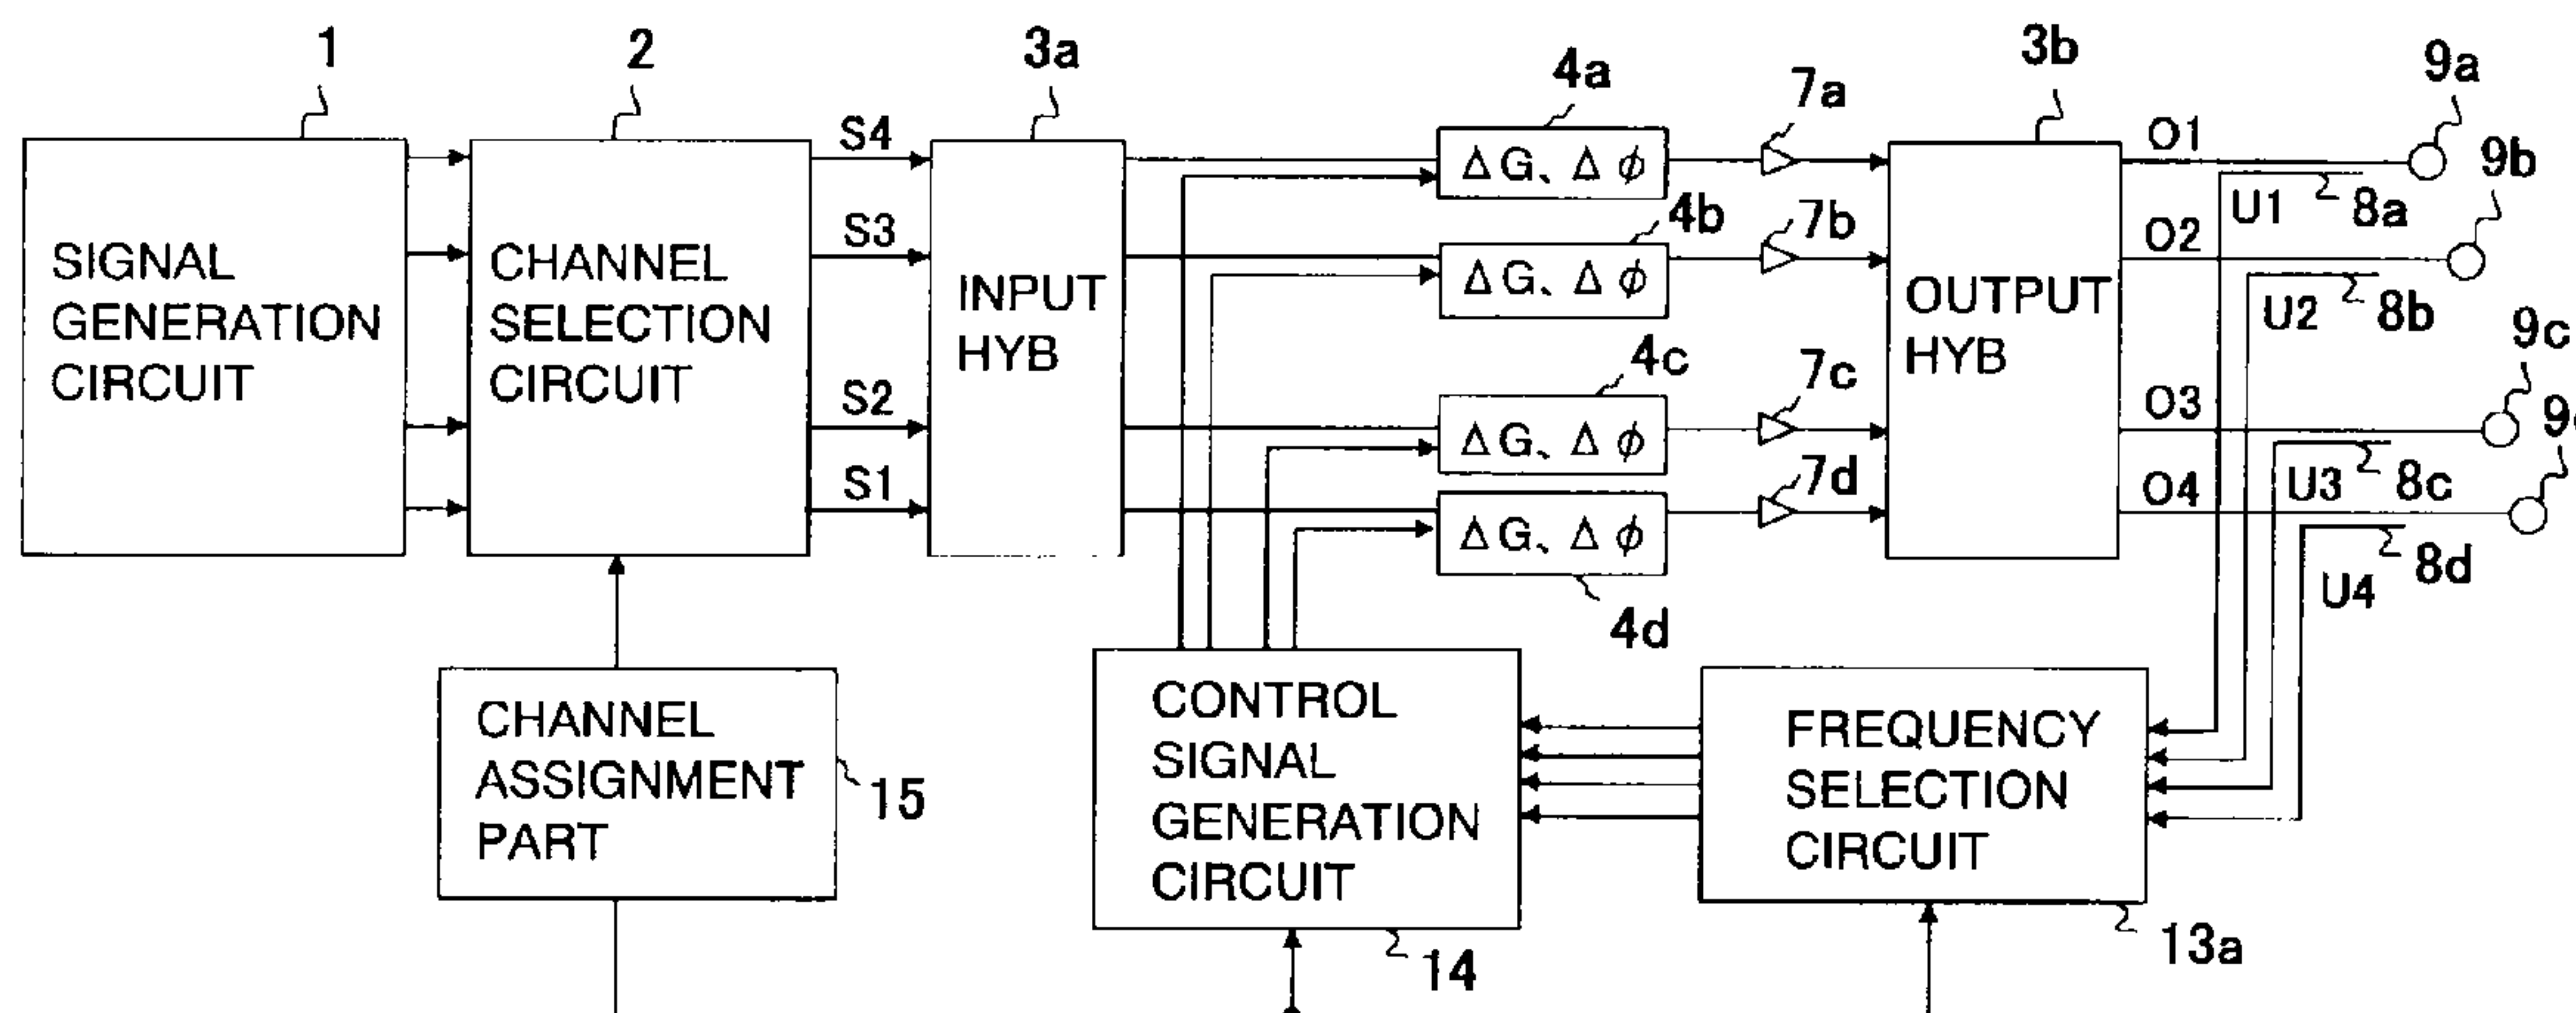 1
2
3a
4a
7a
3b
9a
SIGNAL
GENERATION
CIRCUIT
CHANNEL
SELECTION
CIRCUIT
S4
S3
S2
S1
INPUT
HYB
ΔG、Δφ
4b
7b
ΔG、Δφ
4c
7c
ΔG、Δφ
7d
ΔG、Δφ
4d
OUTPUT
HYB
O1
U1
8a
9b
O2
U2
8b
9c
O3
U3
8c
O4
U4
8d
CHANNEL
ASSIGNMENT
PART
15
CONTROL
SIGNAL
GENERATION
CIRCUIT
14
FREQUENCY
SELECTION
CIRCUIT
13a